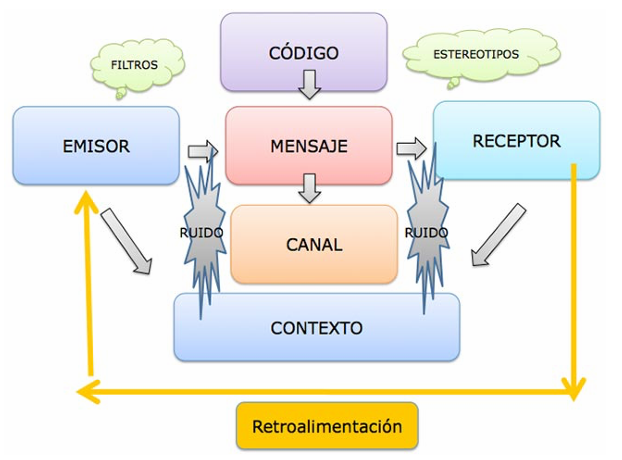 CÓDIGO
FILTROS
ESTEREOTIPOS
EMISOR
MENSAJE
RECEPTOR
RUIDO
CANAL
RUIDO
CONTEXTO
Retroalimentación